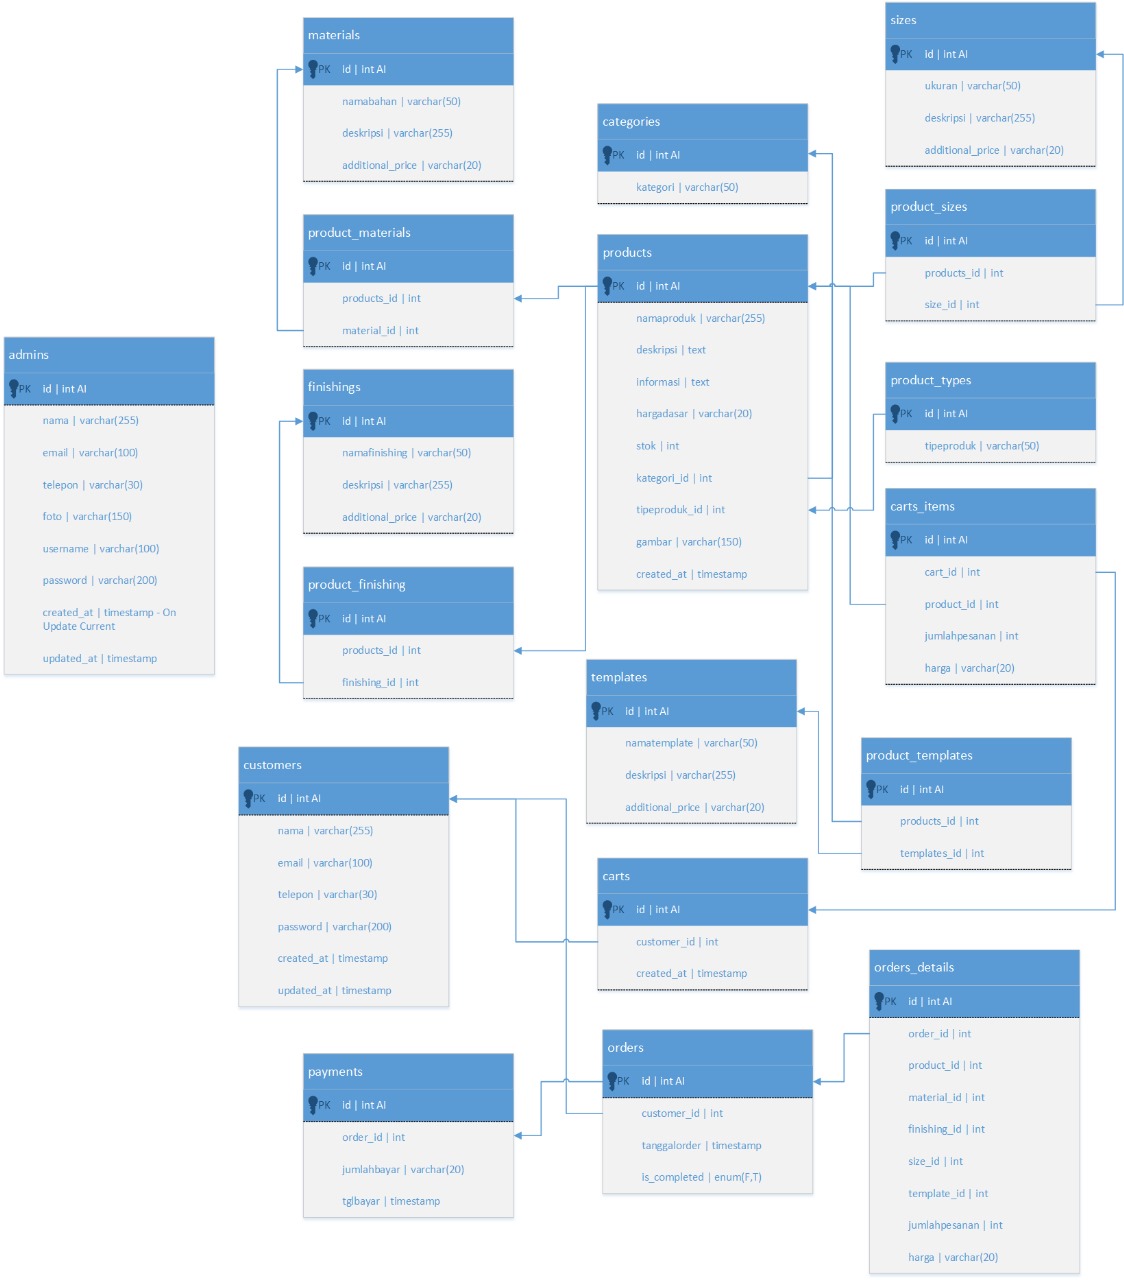 materials
PK id | int AI
namabahan | varchar(50)
deskripsi | varchar(255)
additional_price | varchar(20)
product_materials
PK id | int AI
products_id | int
material_id | int
admins
PK id | int AI
nama | varchar(255)
email | varchar(100)
telepon | varchar(30)
foto | varchar(150)
username | varchar(100)
password | varchar(200)
created_at | timestamp - On
Update Current
updated_at | timestamp
finishings
PK id | int AI
namafinishing | varchar(50)
deskripsi | varchar(255)
additional_price | varchar(20)
product_finishing
PK id | int AI
products_id | int
finishing_id | int
categories
PK id | int AI
kategori | varchar(50)
products
PK id | int AI
namaproduk | varchar(255)
deskripsi | text
informasi | text
hargadasar | varchar(20)
stok | int
kategori_id | int
tipeproduk_id | int
gambar | varchar(150)
created_at | timestamp
sizes
PK id | int AI
ukuran | varchar(50)
deskripsi | varchar(255)
additional_price | varchar(20)
product_sizes
PK id | int AI
products_id | int
size_id | int
product_types
PK id | int AI
tipeproduk | varchar(50)
carts_items
PK id | int AI
cart_id | int
product_id | int
jumlahpesanan | int
harga | varchar(20)
templates
PK id | int AI
namatemplate | varchar(50)
deskripsi | varchar(255)
additional_price | varchar(20)
product_templates
PK id | int AI
products_id | int
templates_id | int
customers
PK id | int AI
nama | varchar(255)
email | varchar(100)
telepon | varchar(30)
password | varchar(200)
created_at | timestamp
updated_at | timestamp
carts
PK id | int AI
customer_id | int
created_at | timestamp
payments
PK id | int AI
order_id | int
jumlahbayar | varchar(20)
tglbayar | timestamp
orders
PK id | int AI
customer_id | int
tanggalorder | timestamp
is_completed | enum(F,T)
orders_details
PK id | int AI
order_id | int
product_id | int
material_id | int
finishing_id | int
size_id | int
template_id | int
jumlahpesanan | int
harga | varchar(20)